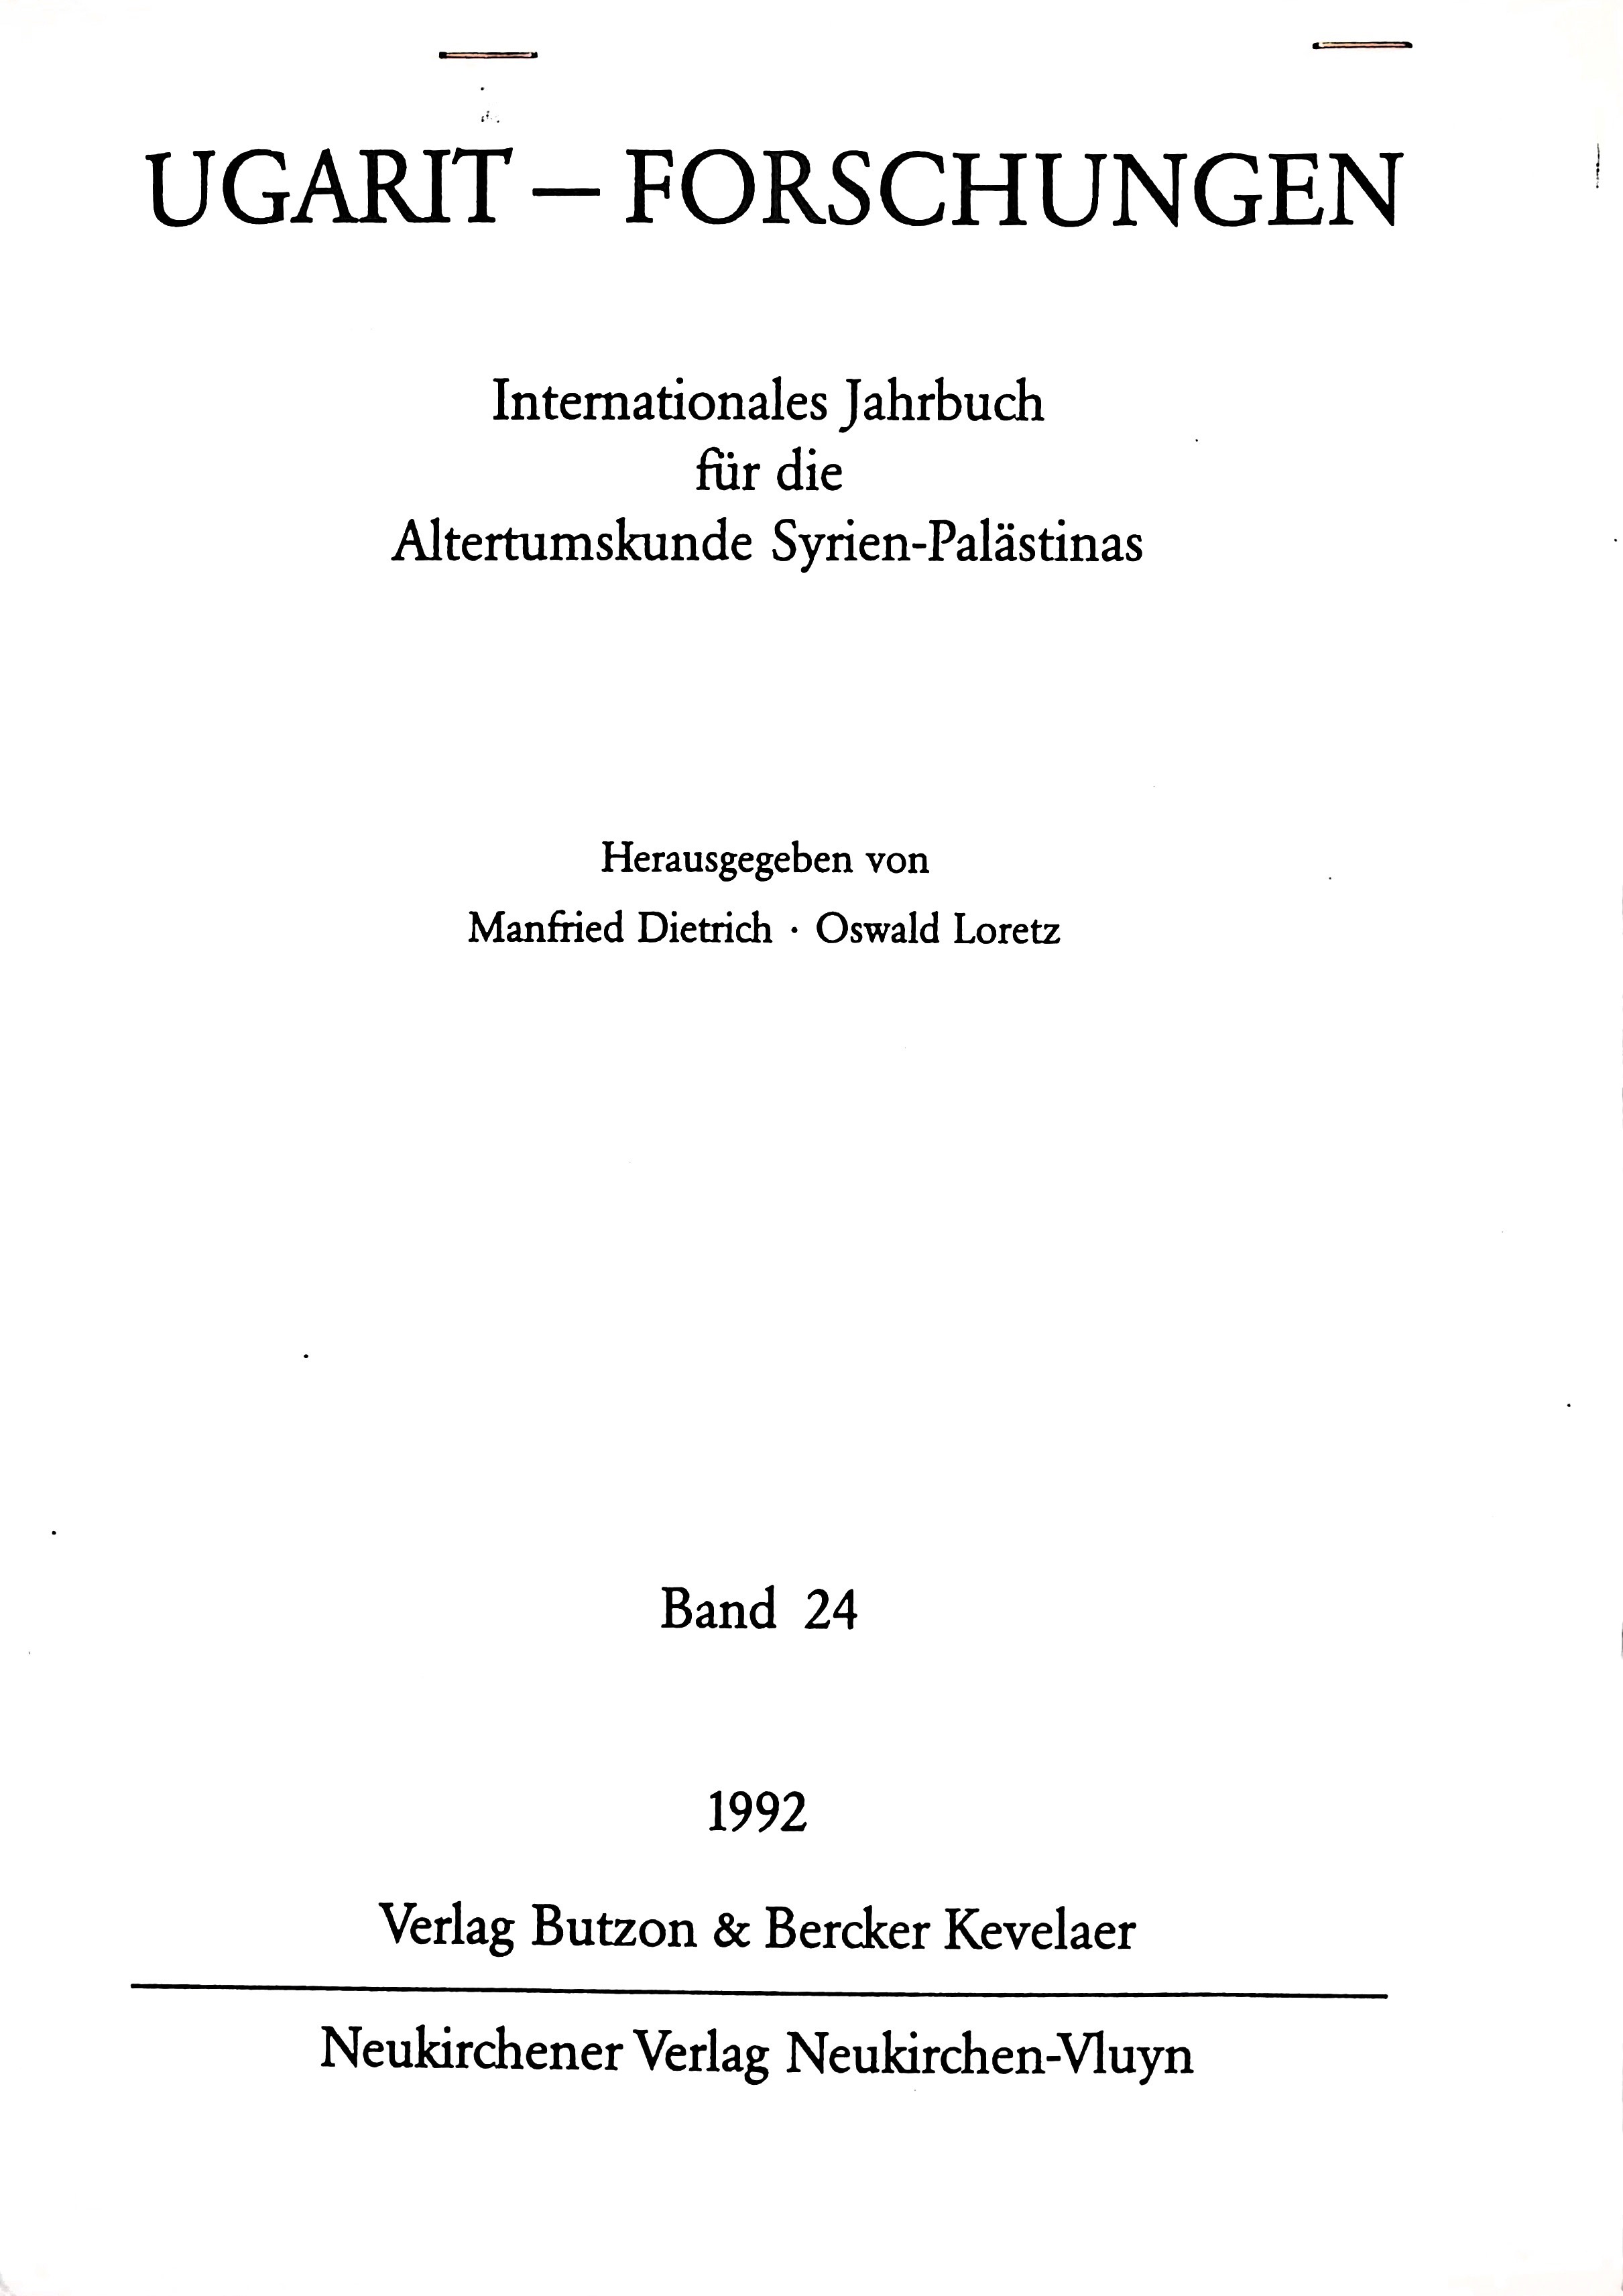 UGARIT – FORSCHUNGEN
Internationales Jahrbuch
für die
Altertumskunde Syrien-Palästinas
Herausgegeben von
Manfried Dietrich · Oswald Loretz
Band 24
1992
Verlag Butzon & Bercker Kevelaer
Neukirchener Verlag Neukirchen-Vluyn